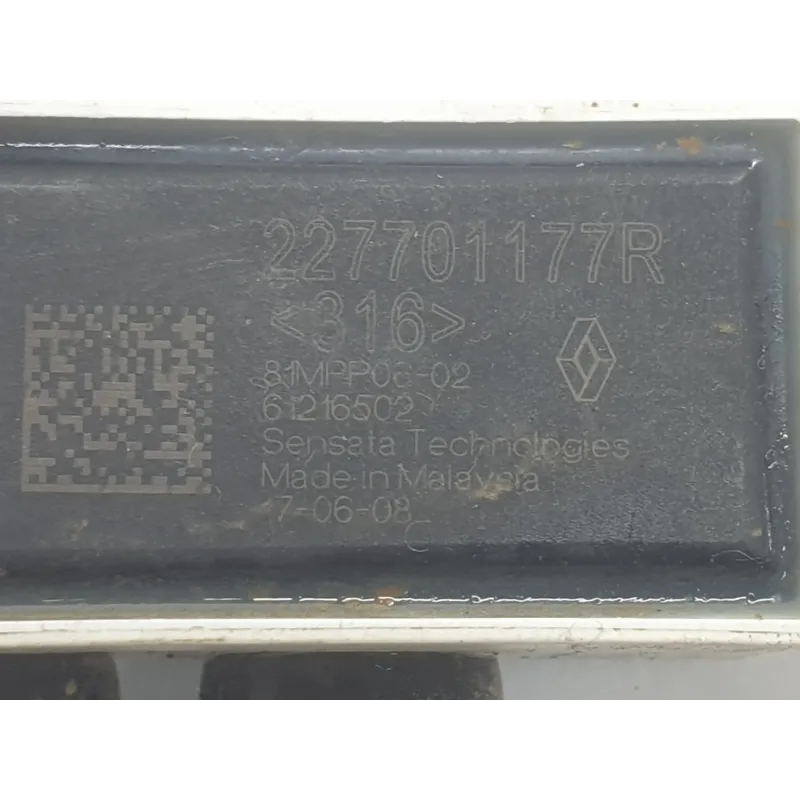 227701177R
<316>
81MPP06-02
61216502
Sensata Technologies
Made in Malaysia
7-06-08